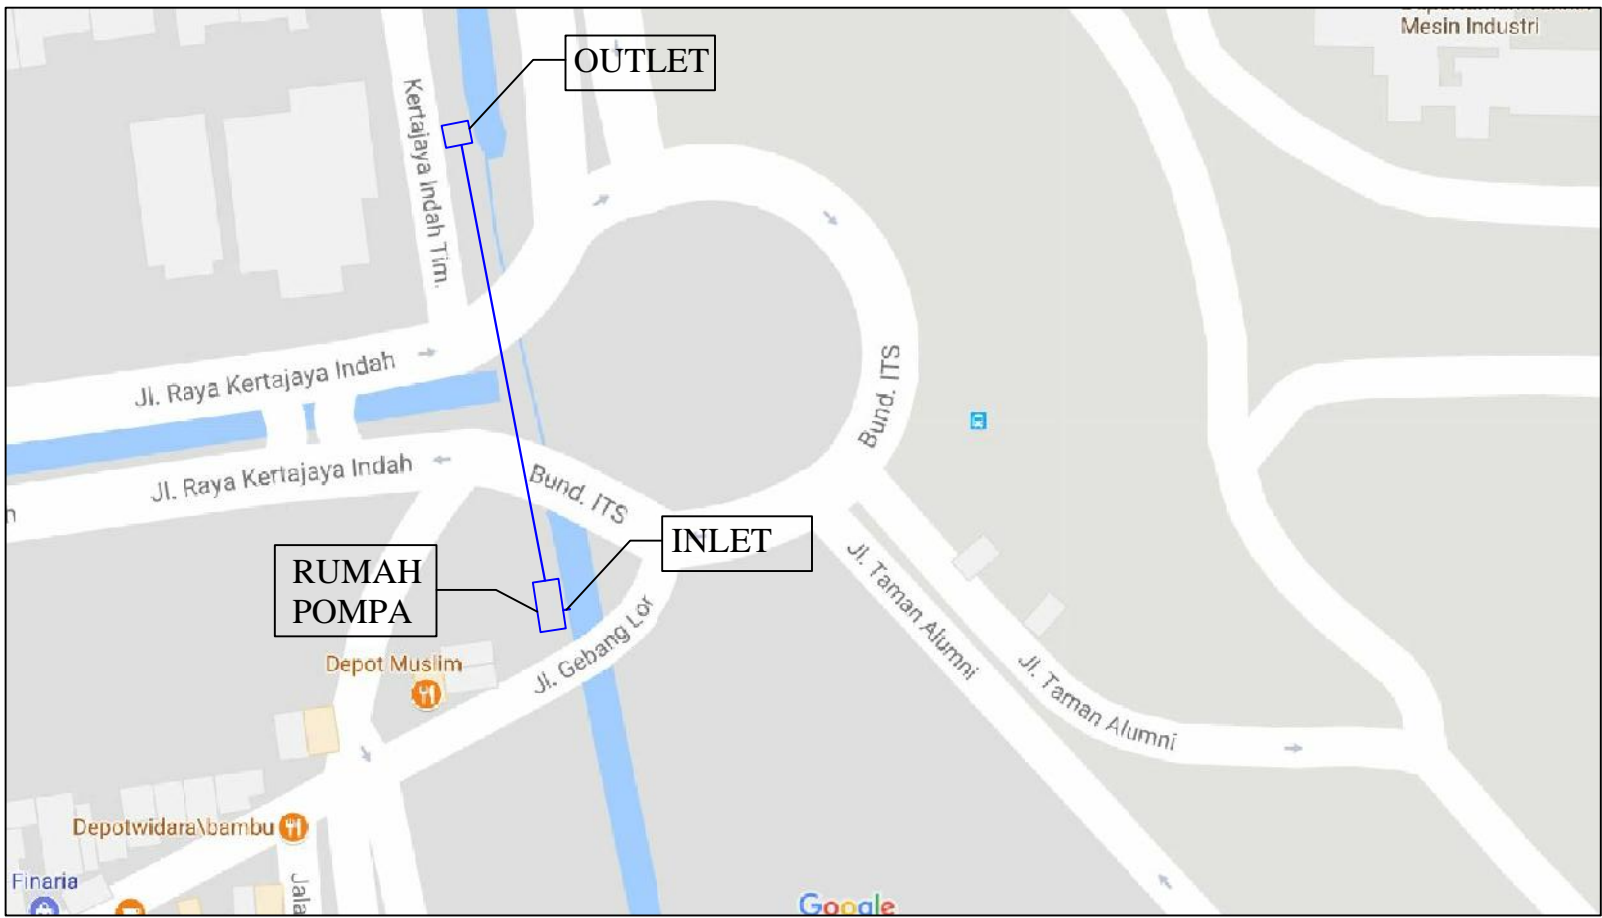 Mesin Industri
OUTLET
Kertajaya Indah Tim.
Jl. Raya Kertajaya Indah
Bund. ITS
Jl. Raya Kertajaya Indah
Bund. ITS
INLET
RUMAH
POMPA
Jl. Taman Alumni
Jl. Gebang Lor
Depot Muslim
Jl. Taman Alumni
Depotwidara\bambu
Finaria
Jala
Google